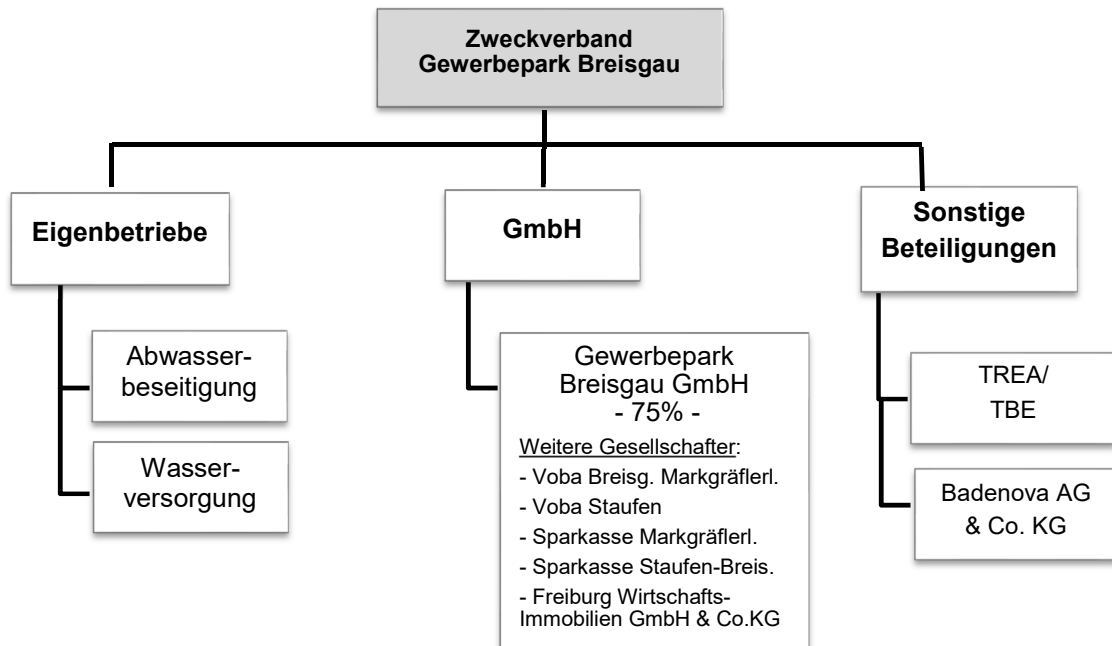 Zweckverband
Gewerbepark Breisgau
Eigenbetriebe
Abwasser-
beseitigung
Wasser-
versorgung
GmbH
Gewerbepark
Breisgau GmbH
- 75% -
Weitere Gesellschafter:
- Voba Breisg. Markgräflerl.
- Voba Staufen
- Sparkasse Markgräflerl.
- Sparkasse Staufen-Breis.
- Freiburg Wirtschafts-
Immobilien GmbH & Co.KG
Sonstige
Beteiligungen
TREA/
TBE
Badenova AG
& Co. KG